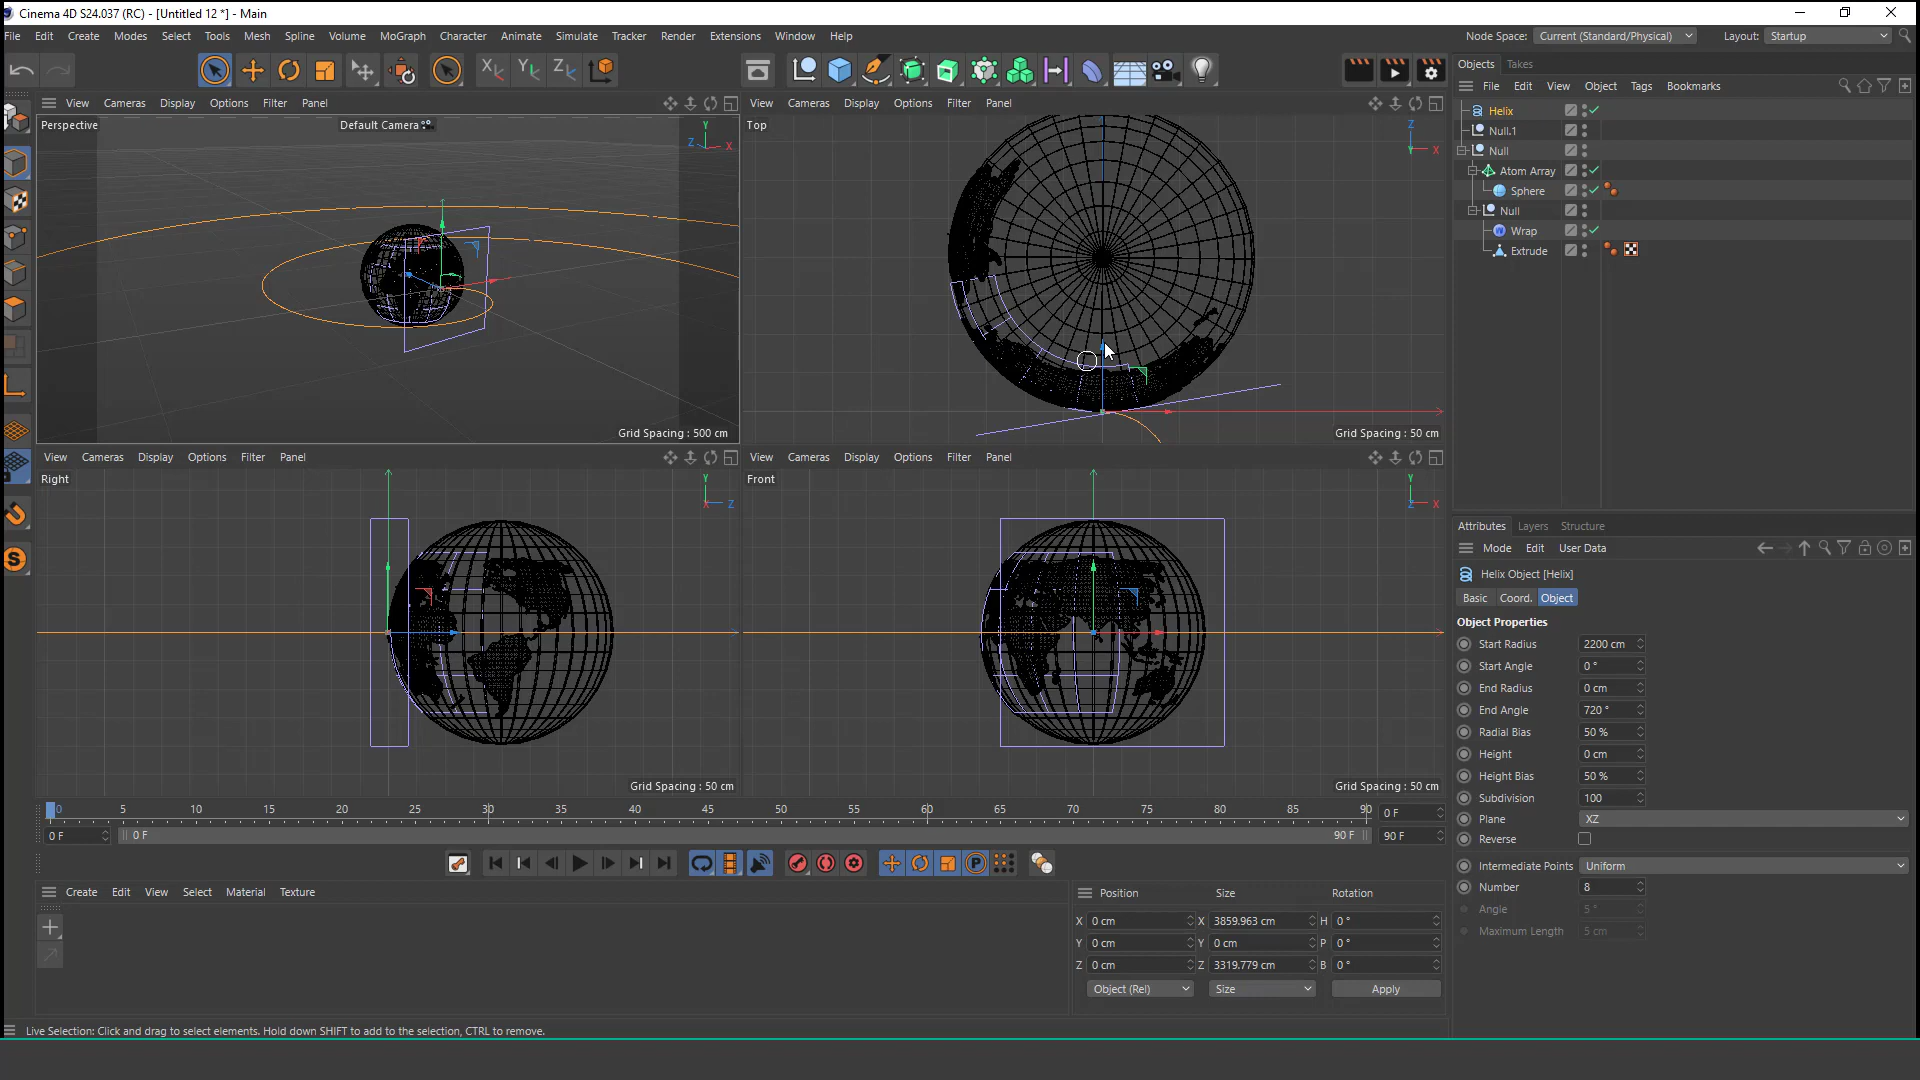 Cinema 4D S24.037 (RC) - [Untitled 12 *] - Main
File Edit Create Modes Select Tools Mesh Spline Volume MoGraph Character Animate Simulate Tracker Render Extensions Window Help
Node Space: Current (Standard/Physical) Layout: Startup
View Cameras Display Options Filter Panel
View Cameras Display Options Filter Panel
Perspective
Default Camera
Y
Z X
Grid Spacing : 500 cm
Top
Z
Y X
Grid Spacing : 50 cm
View Cameras Display Options Filter Panel
View Cameras Display Options Filter Panel
Right
Y
X Z
Grid Spacing : 50 cm
Front
Y
Z X
Grid Spacing : 50 cm
Objects Takes
File Edit View Object Tags Bookmarks
Helix
Null.1
Null
Atom Array
Sphere
Null
Wrap
Extrude
Attributes Layers Structure
Mode Edit User Data
Helix Object [Helix]
Basic Coord. Object
Object Properties
Start Radius 2200 cm
Start Angle 0 °
End Radius 0 cm
End Angle 720 °
Radial Bias 50 %
Height 0 cm
Height Bias 50 %
Subdivision 100
Plane XZ
Reverse
Intermediate Points Uniform
Number 8
Angle 5 °
Maximum Length 5 cm
0 5 10 15 20 25 30 35 40 45 50 55 60 65 70 75 80 85 90 0 F
0 F 0 F 90 F 90 F
Create Edit View Select Material Texture
Position Size Rotation
X 0 cm X 3859.963 cm H 0 °
Y 0 cm Y 0 cm P 0 °
Z 0 cm Z 3319.779 cm B 0 °
Object (Rel) Size Apply
Live Selection: Click and drag to select elements. Hold down SHIFT to add to the selection, CTRL to remove.